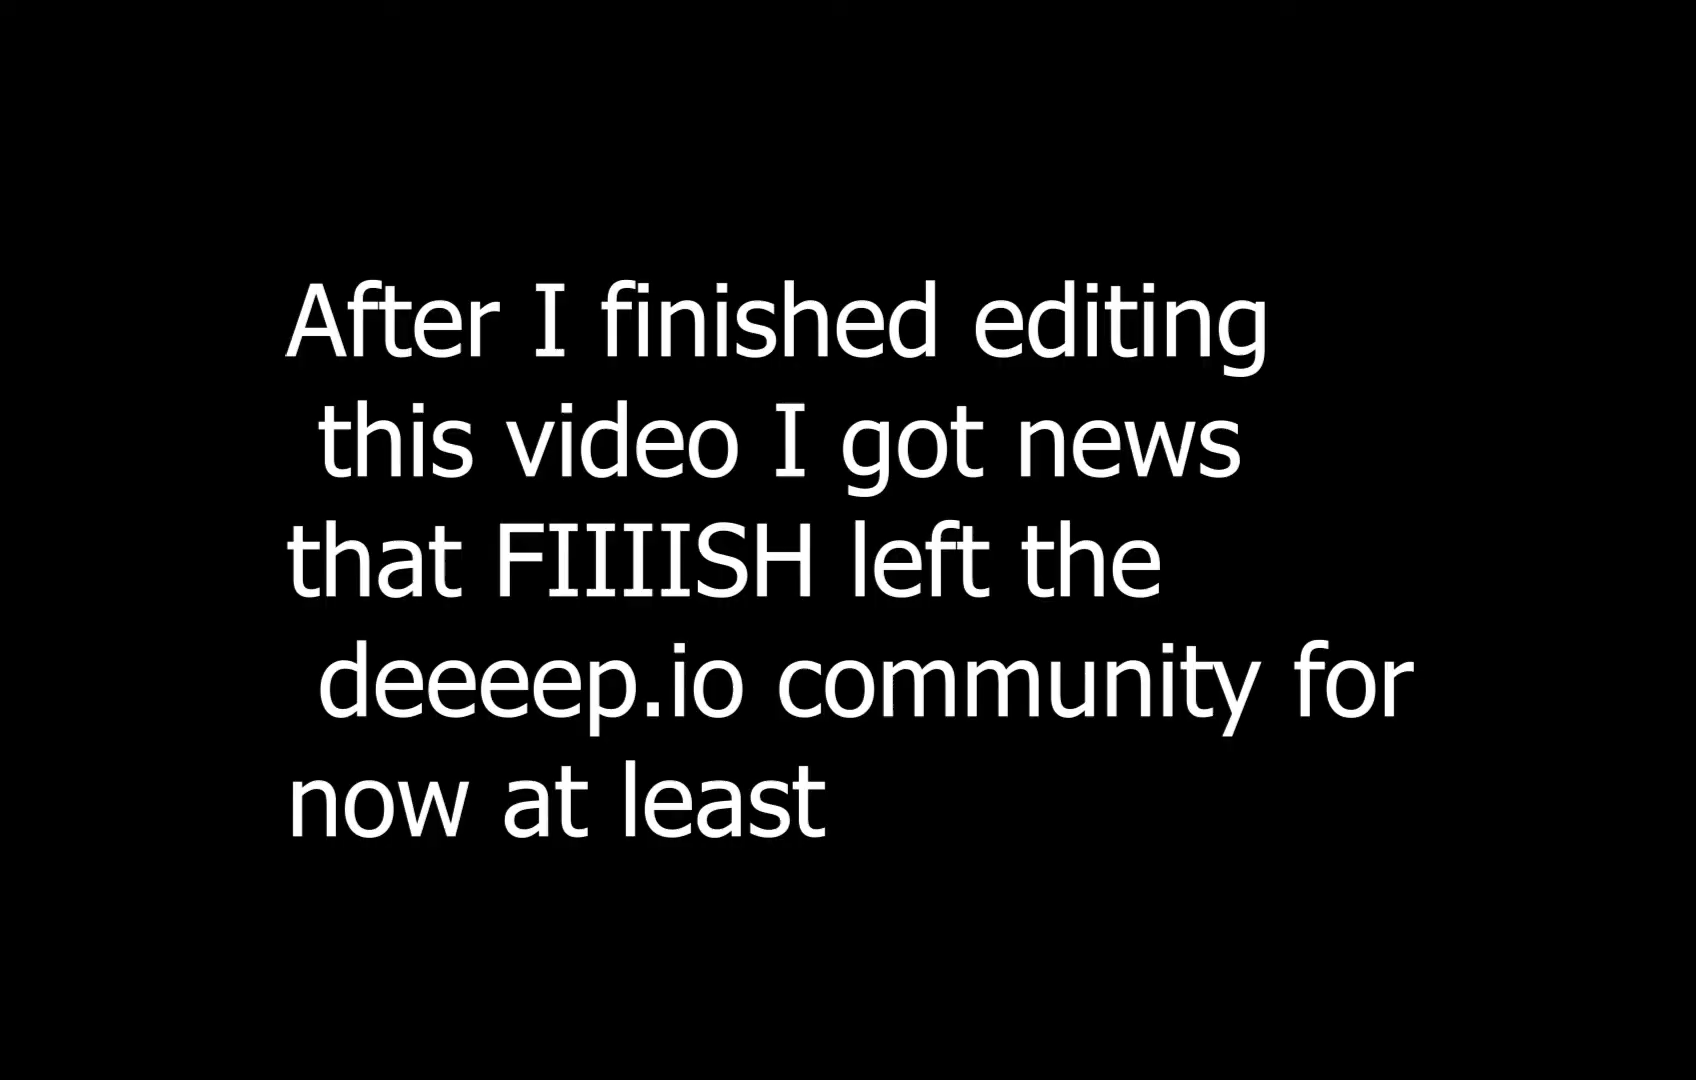 After I finished editing
this video I got news
that FIIIISH left the
deeeep.io community for
now at least